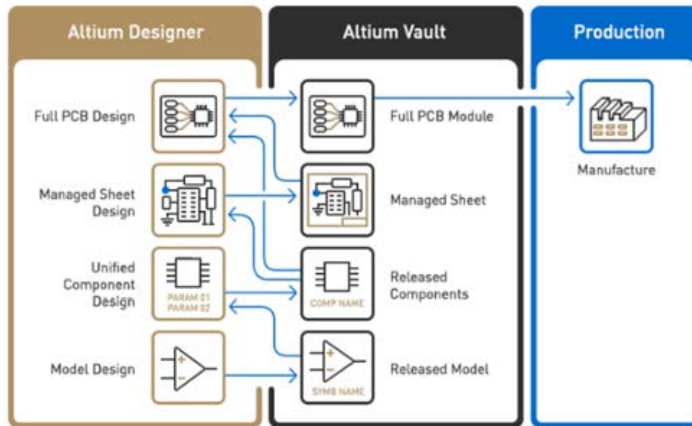 Altium Designer
Altium Vault
Production
Full PCB Design
Full PCB Module
Manufacture
Managed Sheet
Design
Managed Sheet
Unified
Component
Design
PARAM 01
PARAM 02
COMP NAME
Released
Components
Model Design
SYMB NAME
Released Model